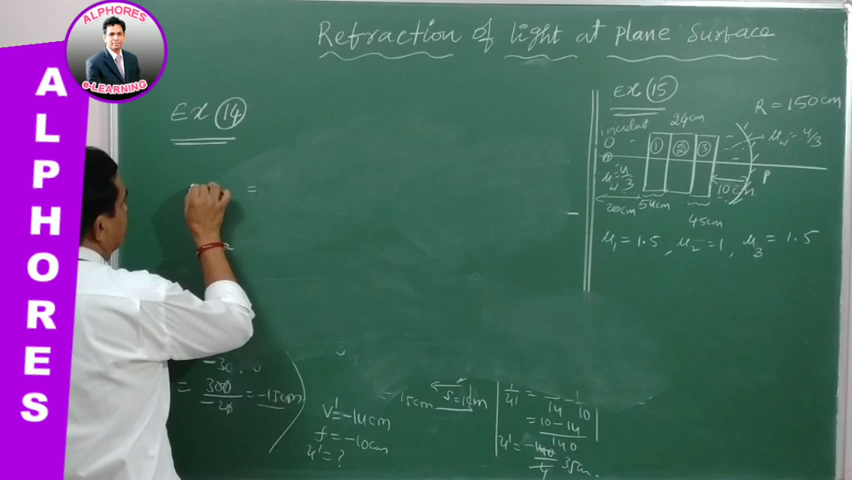 ALPHORES
e-LEARNING
ALPHORES
Refraction of light at plane Surface
Ex 14
=
Ex 15
R = 150cm
24cm
incident
O
1 2 3
μw = 4/3
μw = 4/3
P
10cm
20cm
54cm
45cm
μ1 = 1.5 , μ2 = 1 , μ3 = 1.5
= 300/-20 = -15cm
V' = -14cm
f = -10cm
u' = ?
15cm
1/u' = 1/14 - 1/10
= 10 - 14 / 140
u' = -140/4 35cm.